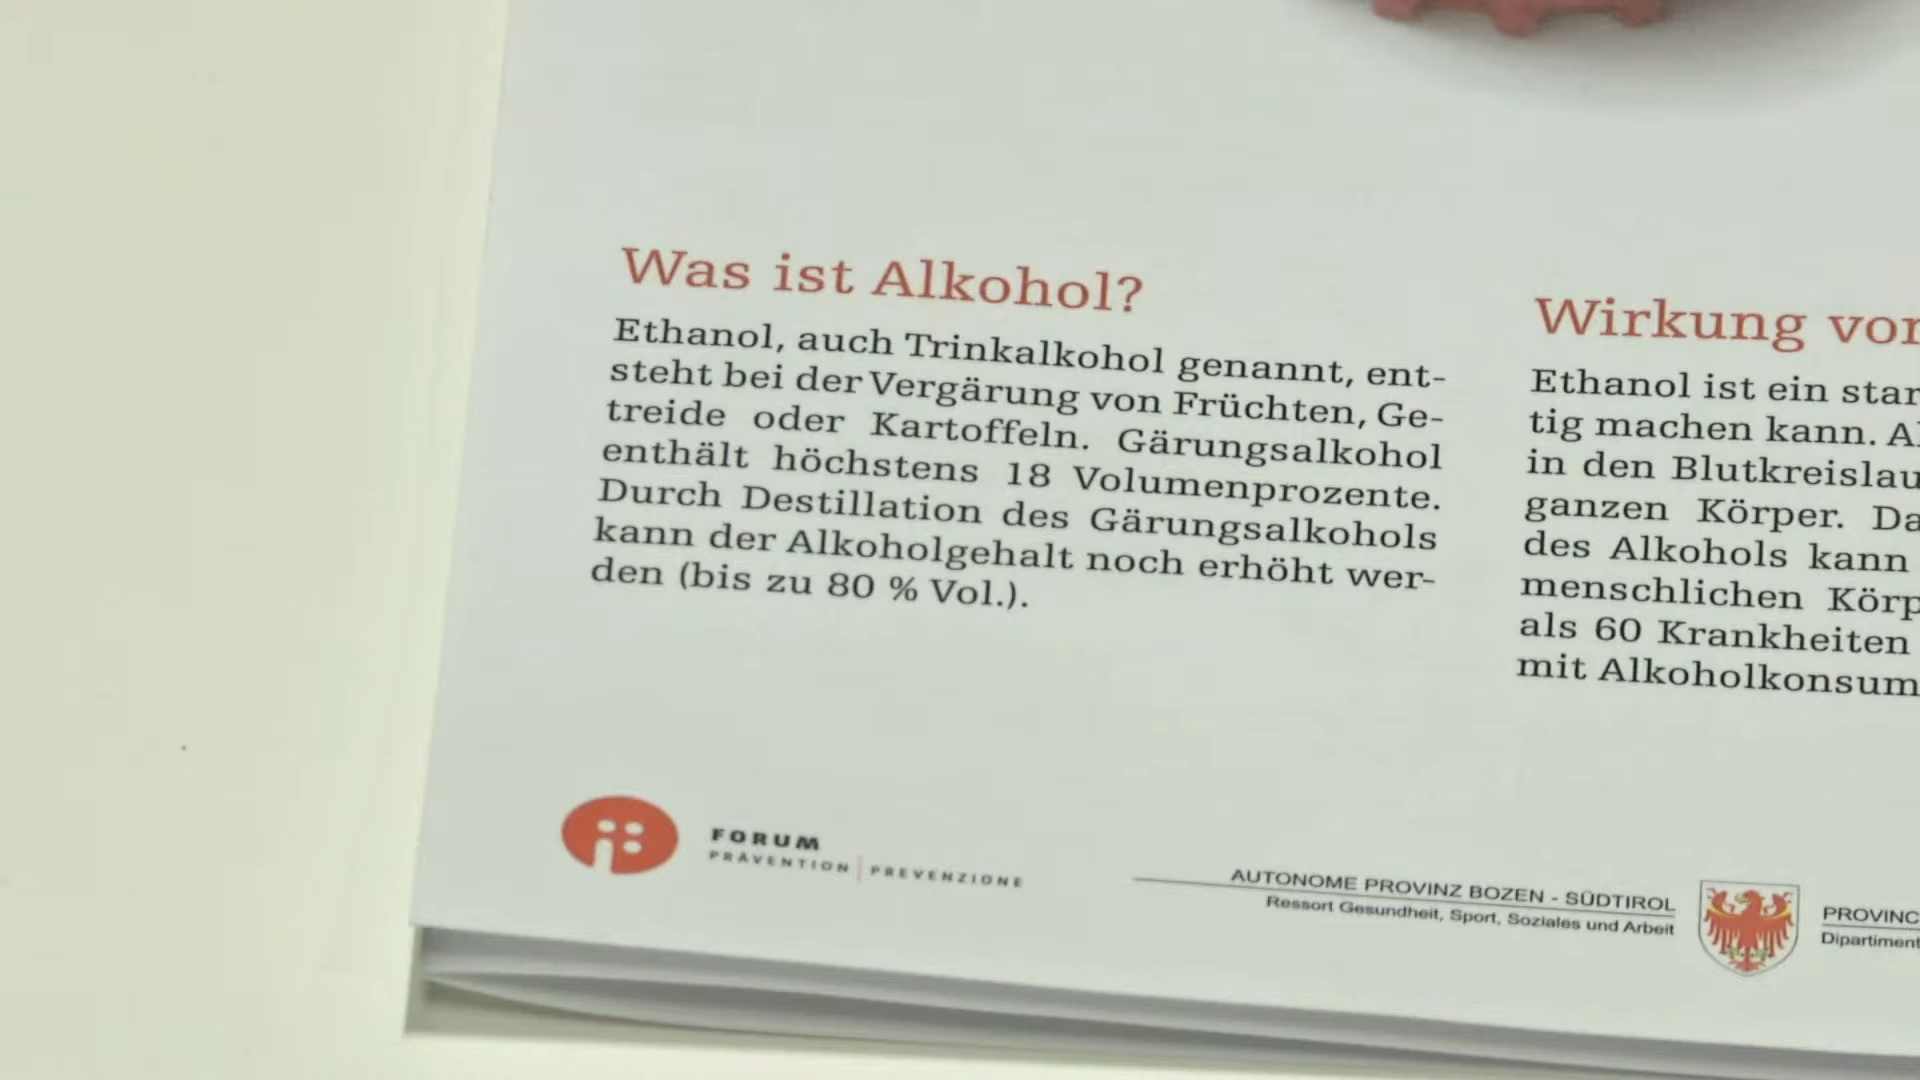 Was ist Alkohol?
Ethanol, auch Trinkalkohol genannt, ent-
steht bei der Vergärung von Früchten, Ge-
treide oder Kartoffeln. Gärungsalkohol
enthält höchstens 18 Volumenprozente.
Durch Destillation des Gärungsalkohols
kann der Alkoholgehalt noch erhöht wer-
den (bis zu 80 % Vol.).
Wirkung
Ethanol ist ein
tig machen kann.
in den
ganzen Körper.
des Alkohols kann
menschlichen
als 60 Krankheiten
mit
FORUM
PRÄVENTION | PREVENZIONE
AUTONOME PROVINZ BOZEN - SÜDTIROL
Ressort Gesundheit, Sport, Soziales und Arbeit